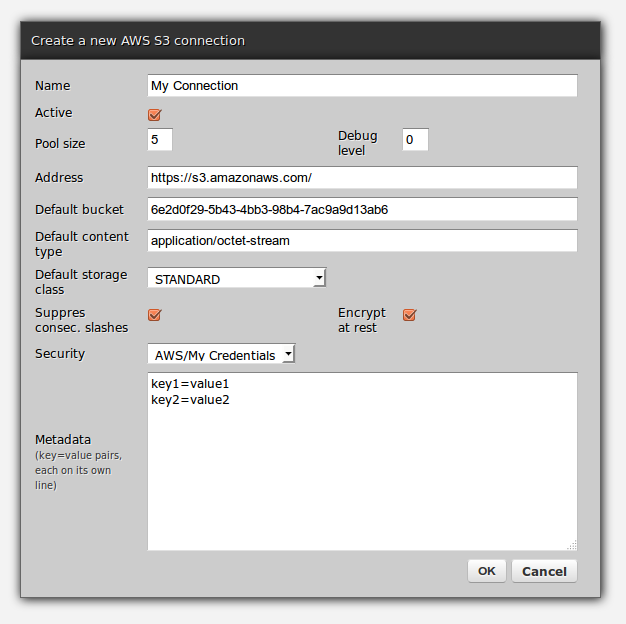 Create a new AWS S3 connection
Name My Connection
Active
Pool size 5 Debug
level 0
Address https://s3.amazonaws.com/
Default bucket 6e2d0f29-5b43-4bb3-98b4-7ac9a9d13ab6
Default content
type application/octet-stream
Default storage
class STANDARD
Suppres Encrypt
consec. slashes at rest
Security AWS/My Credentials
key1=value1
key2=value2
Metadata
(key=value pairs,
each on its own
line)
OK Cancel